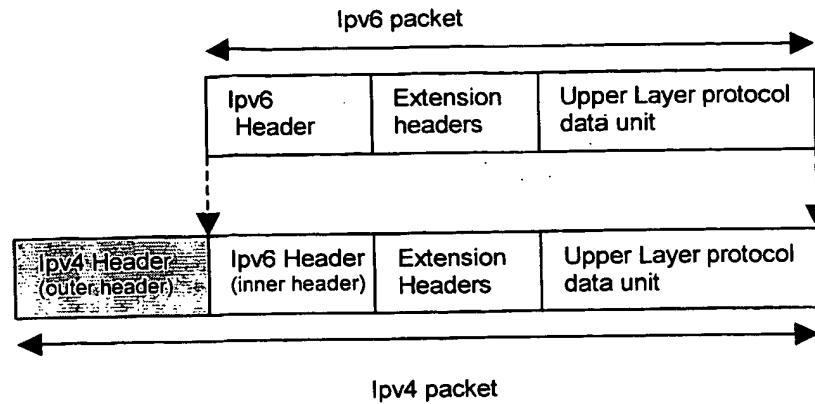 Ipv6 packet
Ipv6
Header
Extension
headers
Upper Layer protocol
data unit
Ipv4 Header
(outer header)
Ipv6 Header
(inner header)
Extension
Headers
Upper Layer protocol
data unit
Ipv4 packet